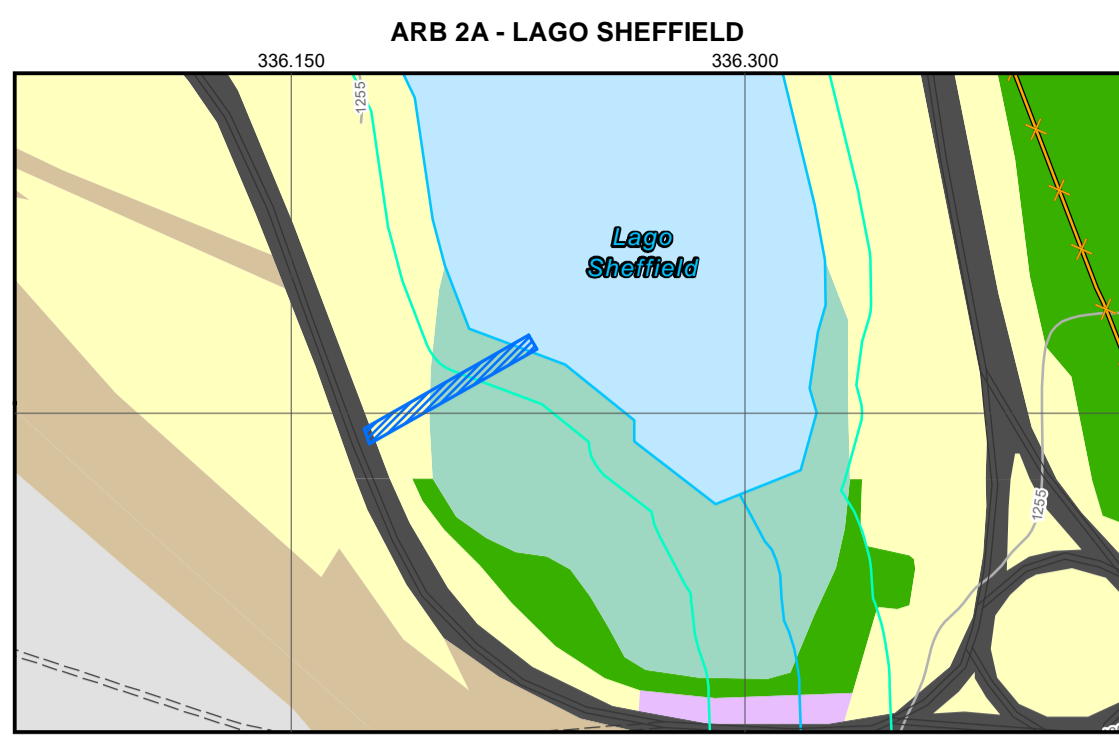 ARB 2A - LAGO SHEFFIELD
336.150
336.300
1255
Lago
Sheffield
1255